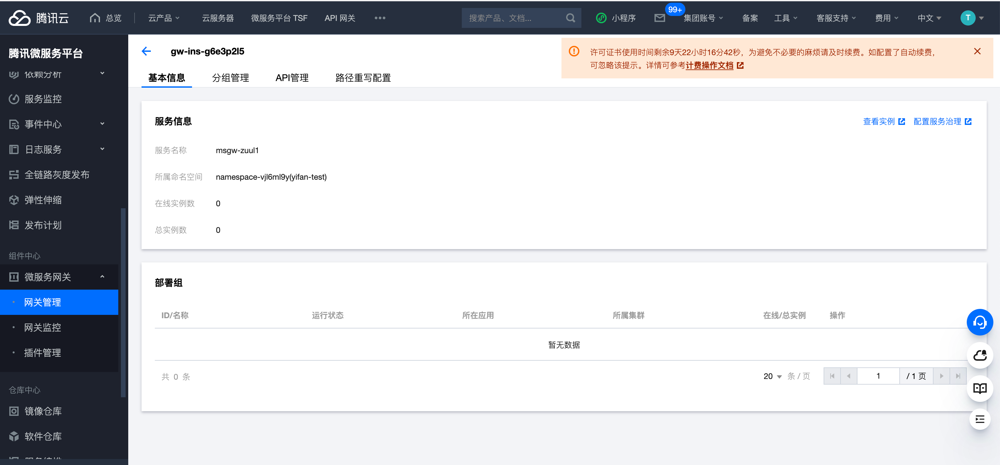 腾讯云
总览
云产品
云服务器
微服务平台 TSF
API 网关
•••
搜索产品、文档...
小程序
99+
集团账号
备案
工具
客服支持
费用
中文
T
腾讯微服务平台
依赖分析
服务监控
事件中心
日志服务
全链路灰度发布
弹性伸缩
发布计划
组件中心
微服务网关
网关管理
网关监控
插件管理
仓库中心
镜像仓库
软件仓库
gw-ins-g6e3p2l5
许可证书使用时间剩余9天22小时16分42秒，为避免不必要的麻烦请及时续费。如配置了自动续费，
可忽略该提示。详情可参考计费操作文档
基本信息
分组管理
API管理
路径重写配置
服务信息
查看实例
配置服务治理
服务名称 msgw-zuul1
所属命名空间 namespace-vjl6ml9y(yifan-test)
在线实例数 0
总实例数 0
部署组
ID/名称 运行状态 所在应用 所属集群 在线/总实例 操作
暂无数据
共 0 条
20 条 / 页
1 / 1 页